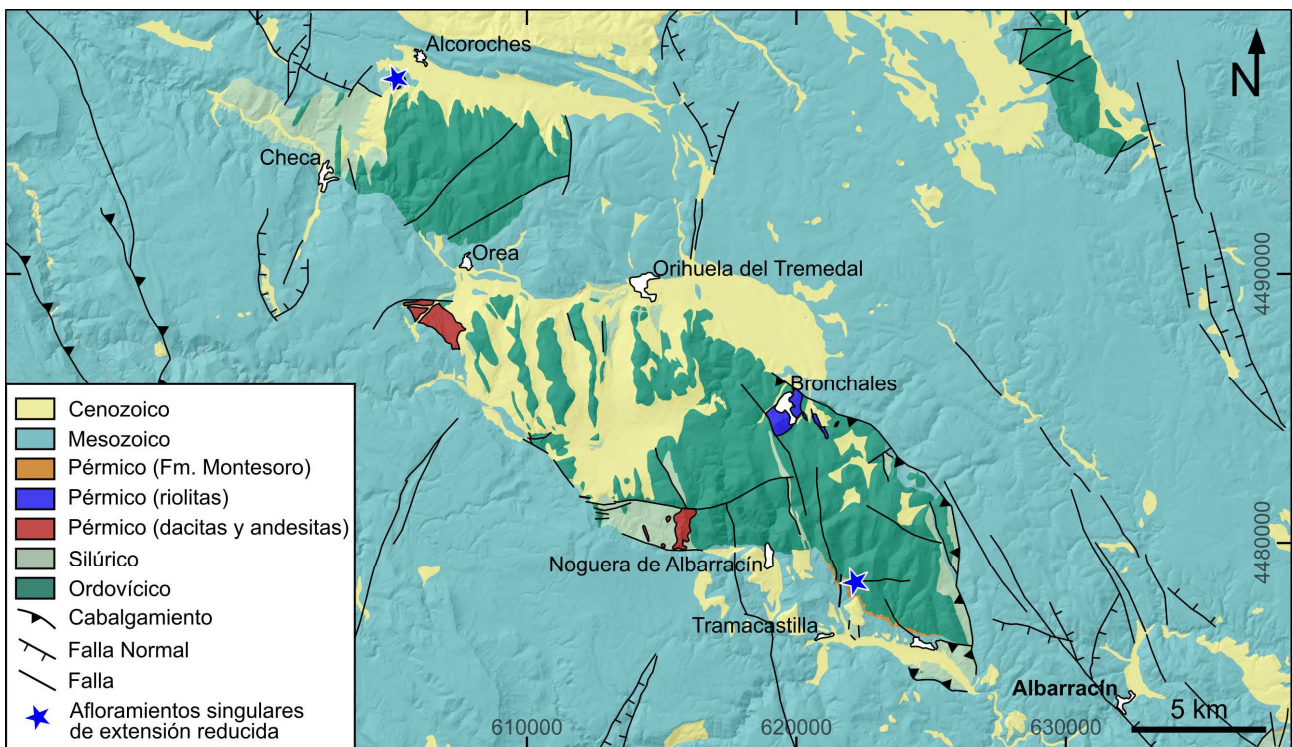 Alcoroches
N
Checa
Orea
Orihuela del Tremedal
4490000
Bronchales
Cenozoico
Mesozoico
Pérmico (Fm. Montesoro)
Pérmico (riolitas)
Pérmico (dacitas y andesitas)
Silúrico
Ordovícico
Cabalgamiento
Falla Normal
Falla
Afloramientos singulares
de extensión reducida
Noguera de Albarracín
4480000
Tramacastilla
Albarracín
5 km
610000
620000
630000